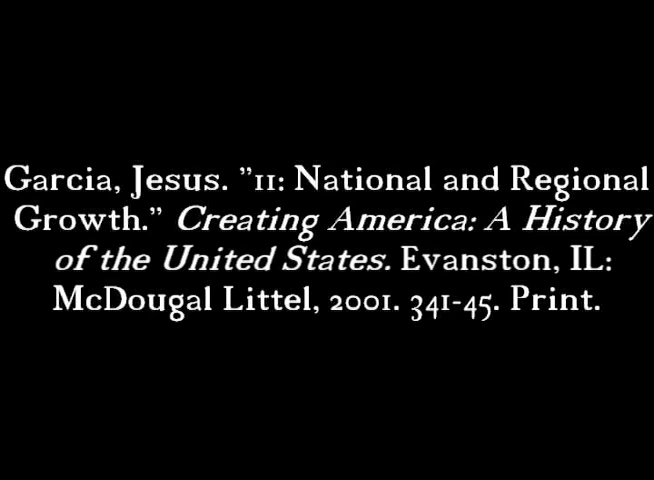 Garcia, Jesus. ”11: National and Regional
Growth.” Creating America: A History
of the United States. Evanston, IL:
McDougal Littel, 2001. 341-45. Print.